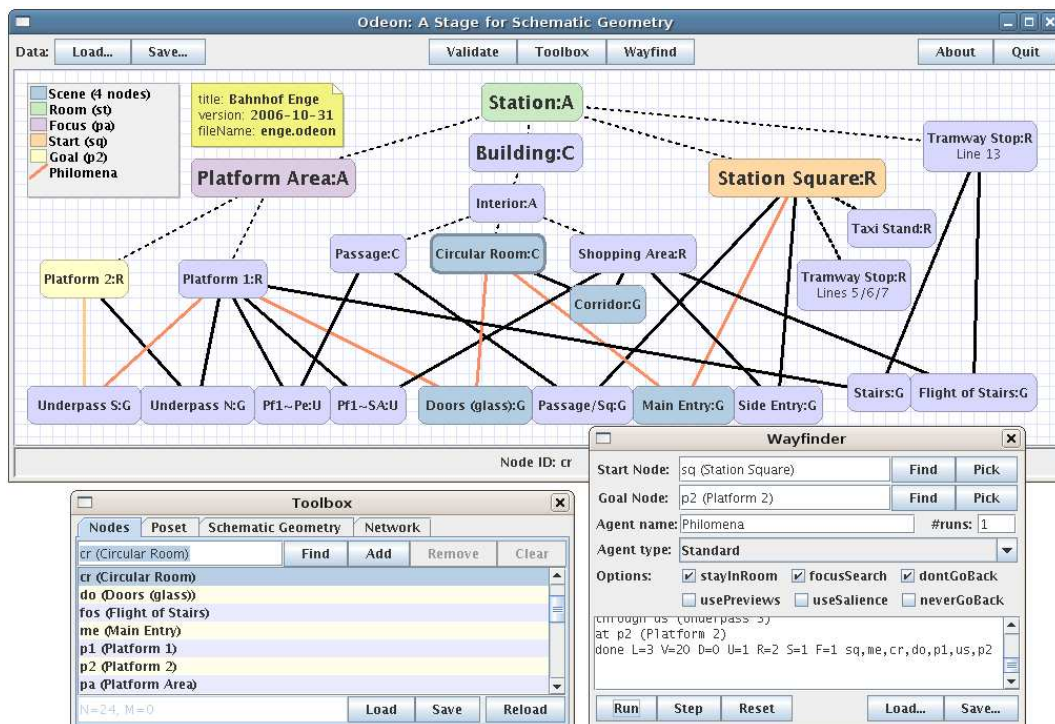 Odeon: A Stage for Schematic Geometry
Data: Load... Save... Validate Toolbox Wayfind About Quit
Scene (4 nodes)
Room (st)
Focus (pa)
Start (sq)
Goal (p2)
Philomena
title: Bahnhof Enge
version: 2006-10-31
fileName: enge.odeon
Station:A
Tramway Stop:R
Line 13
Building:C
Platform Area:A
Station Square:R
Interior:A
Taxi Stand:R
Passage:C
Circular Room:C
Shopping Area:R
Platform 2:R
Platform 1:R
Tramway Stop:R
Lines 5/6/7
Corridor:G
Underpass S:G
Underpass N:G
Pf1~Pe:U
Pf1~SA:U
Doors (glass):G
Passage/Sq:G
Main Entry:G
Side Entry:G
Stairs:G
Flight of Stairs:G
Node ID: cr
Toolbox
Nodes Poset Schematic Geometry Network
cr (Circular Room) Find Add Remove Clear
cr (Circular Room)
do (Doors (glass))
fos (Flight of Stairs)
me (Main Entry)
p1 (Platform 1)
p2 (Platform 2)
pa (Platform Area)
N=24, M=0 Load Save Reload
Wayfinder
Start Node: sq (Station Square) Find Pick
Goal Node: p2 (Platform 2) Find Pick
Agent name: Philomena #runs: 1
Agent type: Standard
Options: stayInRoom focusSearch dontGoBack
usePreviews useSalience neverGoBack
through us (Underpass S)
at p2 (Platform 2)
done L=3 V=20 D=0 U=1 R=2 S=1 F=1 sq,me,cr,do,p1,us,p2
Run Step Reset Load... Save...